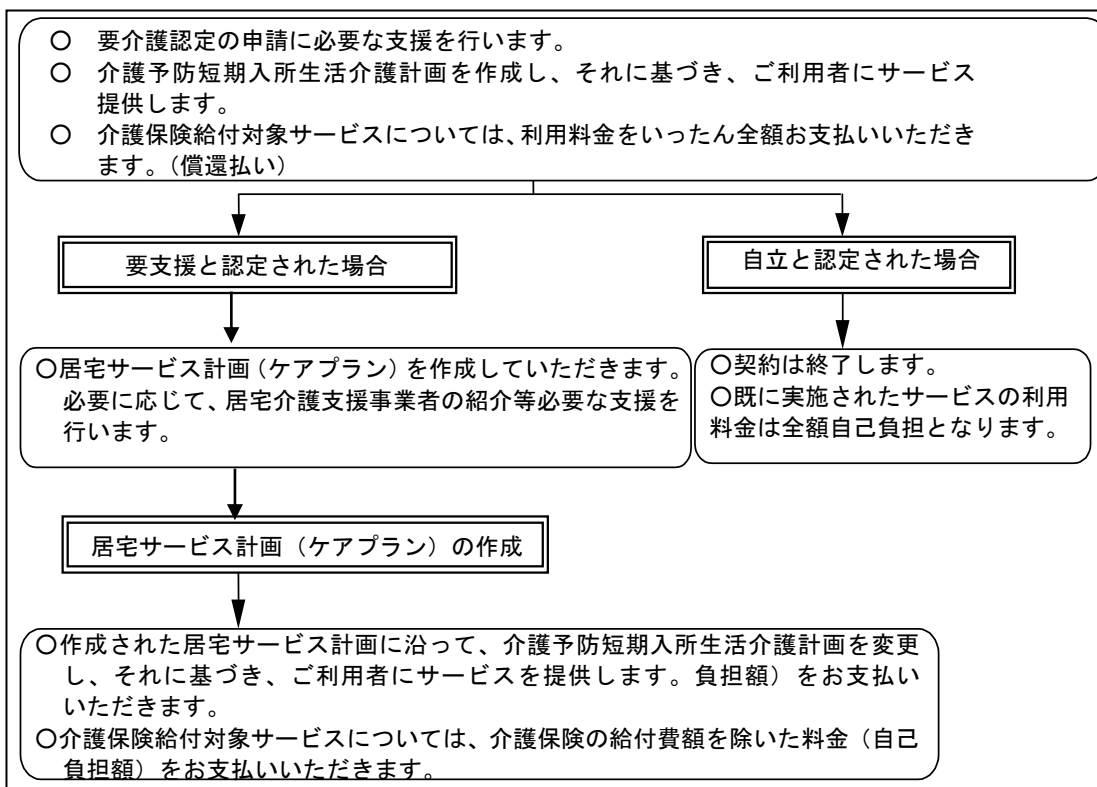 ○ 要介護認定の申請に必要な支援を行います。
○ 介護予防短期入所生活介護計画を作成し、それに基づき、ご利用者にサービス
提供します。
○ 介護保険給付対象サービスについては、利用料金をいったん全額お支払いいただき
ます。（償還払い）
要支援と認定された場合
自立と認定された場合
○居宅サービス計画（ケアプラン）を作成していただきます。
必要に応じて、居宅介護支援事業者の紹介等必要な支援を
行います。
○契約は終了します。
○既に実施されたサービスの利用
料金は全額自己負担となります。
居宅サービス計画（ケアプラン）の作成
○作成された居宅サービス計画に沿って、介護予防短期入所生活介護計画を変更
し、それに基づき、ご利用者にサービスを提供します。負担額）をお支払い
いただきます。
○介護保険給付対象サービスについては、介護保険の給付費額を除いた料金（自己
負担額）をお支払いいただきます。